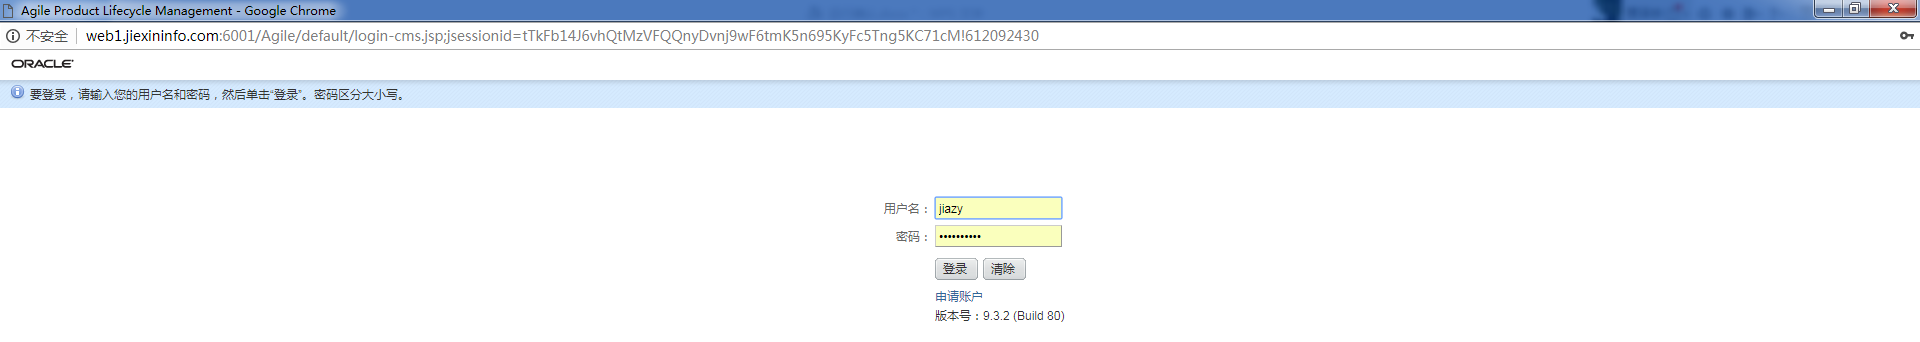 Agile Product Lifecycle Management - Google Chrome
不安全 web1.jiexininfo.com:6001/Agile/default/login-cms.jsp;jsessionid=tTkFb14J6vhQtMzVFQQnyDvnj9wF6tmK5n695KyFc5Tng5KC71cM!612092430
ORACLE
要登录，请输入您的用户名和密码，然后单击“登录”。密码区分大小写。
用户名： jiazy
密码： ••••••••••
登录 清除
申请账户
版本号：9.3.2 (Build 80)